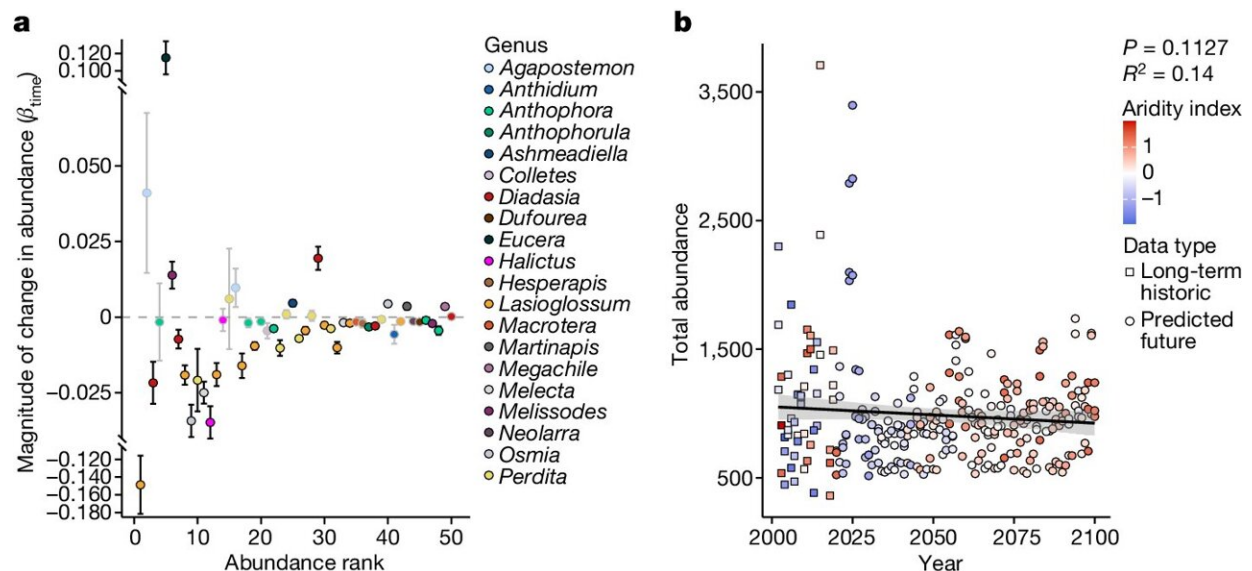 a
Magnitude of change in abundance (βtime)
0.120
0.100
0.050
0.025
0
−0.025
−0.120
−0.140
−0.160
−0.180
0
10
20
30
40
50
Abundance rank
Genus
Agapostemon
Anthidium
Anthophora
Anthophorula
Ashmeadiella
Colletes
Diadasia
Dufourea
Eucera
Halictus
Hesperapis
Lasioglossum
Macrotera
Martinapis
Megachile
Melecta
Melissodes
Neolarra
Osmia
Perdita
b
Total abundance
3,500
2,500
1,500
500
2000
2025
2050
2075
2100
Year
P = 0.1127
R² = 0.14
Aridity index
1
0
−1
Data type
Long-term
historic
Predicted
future